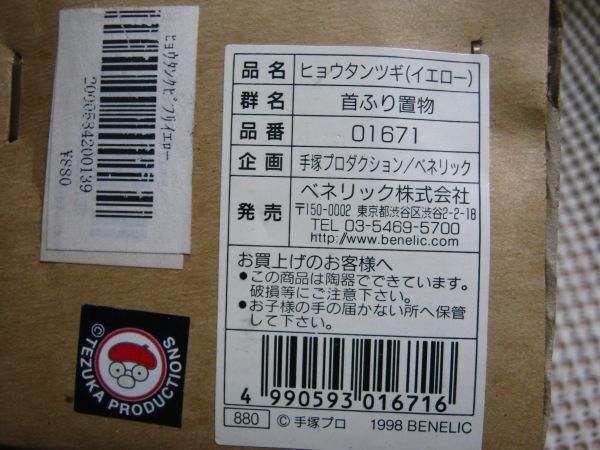 ヒョウタンクビフリイエロー
2000534200139
¥880
品名 ヒョウタンツギ(イエロー)
群名 首ふり置物
品番 01671
企画 手塚プロダクション/ベネリック
発売 ベネリック株式会社
〒150-0002 東京都渋谷区渋谷2-2-18
TEL 03-5469-5700
http://www.benelic.com/
お買上げのお客様へ
●この商品は陶器でできています。
破損等にご注意下さい。
●お子様の手の届かない所へ保管
して下さい。
4 990593 016716
880 © 手塚プロ 1998 BENELIC
© TEZUKA PRODUCTIONS